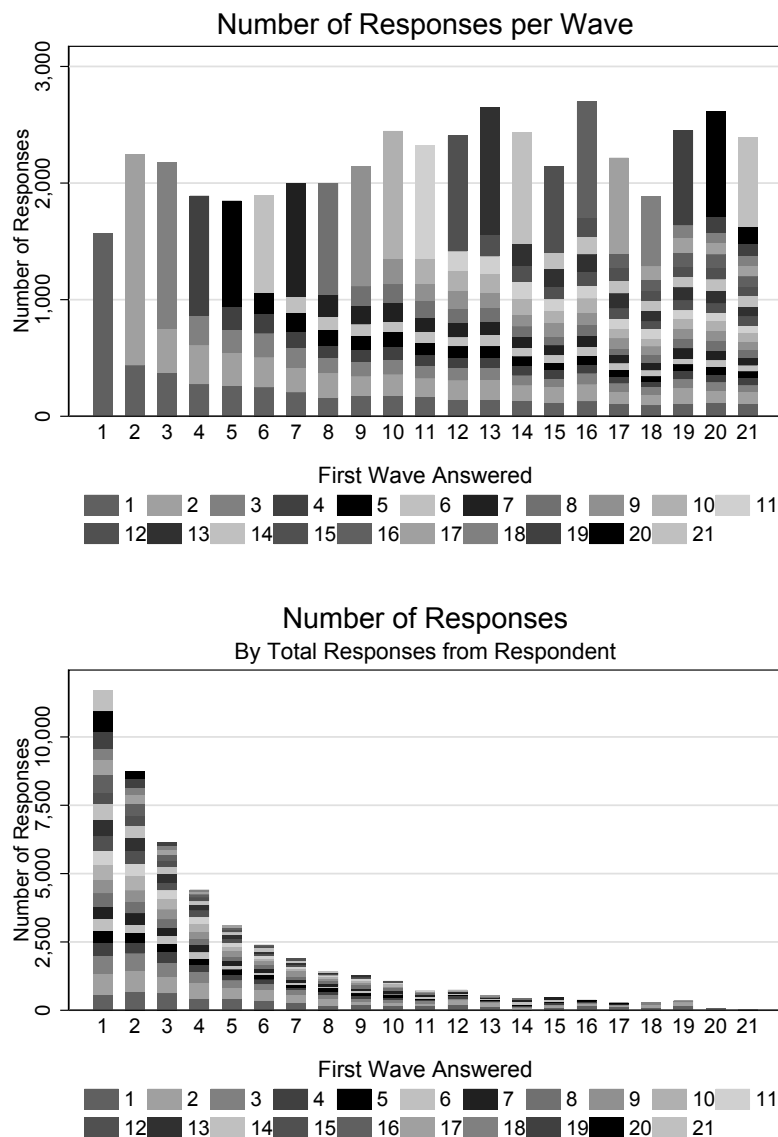 Number of Responses per Wave
Number of Responses
3,000
2,000
1,000
0
1 2 3 4 5 6 7 8 9 10 11 12 13 14 15 16 17 18 19 20 21
First Wave Answered
1 2 3 4 5 6 7 8 9 10 11
12 13 14 15 16 17 18 19 20 21
Number of Responses
By Total Responses from Respondent
Number of Responses
10,000
7,500
5,000
2,500
0
1 2 3 4 5 6 7 8 9 10 11 12 13 14 15 16 17 18 19 20 21
First Wave Answered
1 2 3 4 5 6 7 8 9 10 11
12 13 14 15 16 17 18 19 20 21